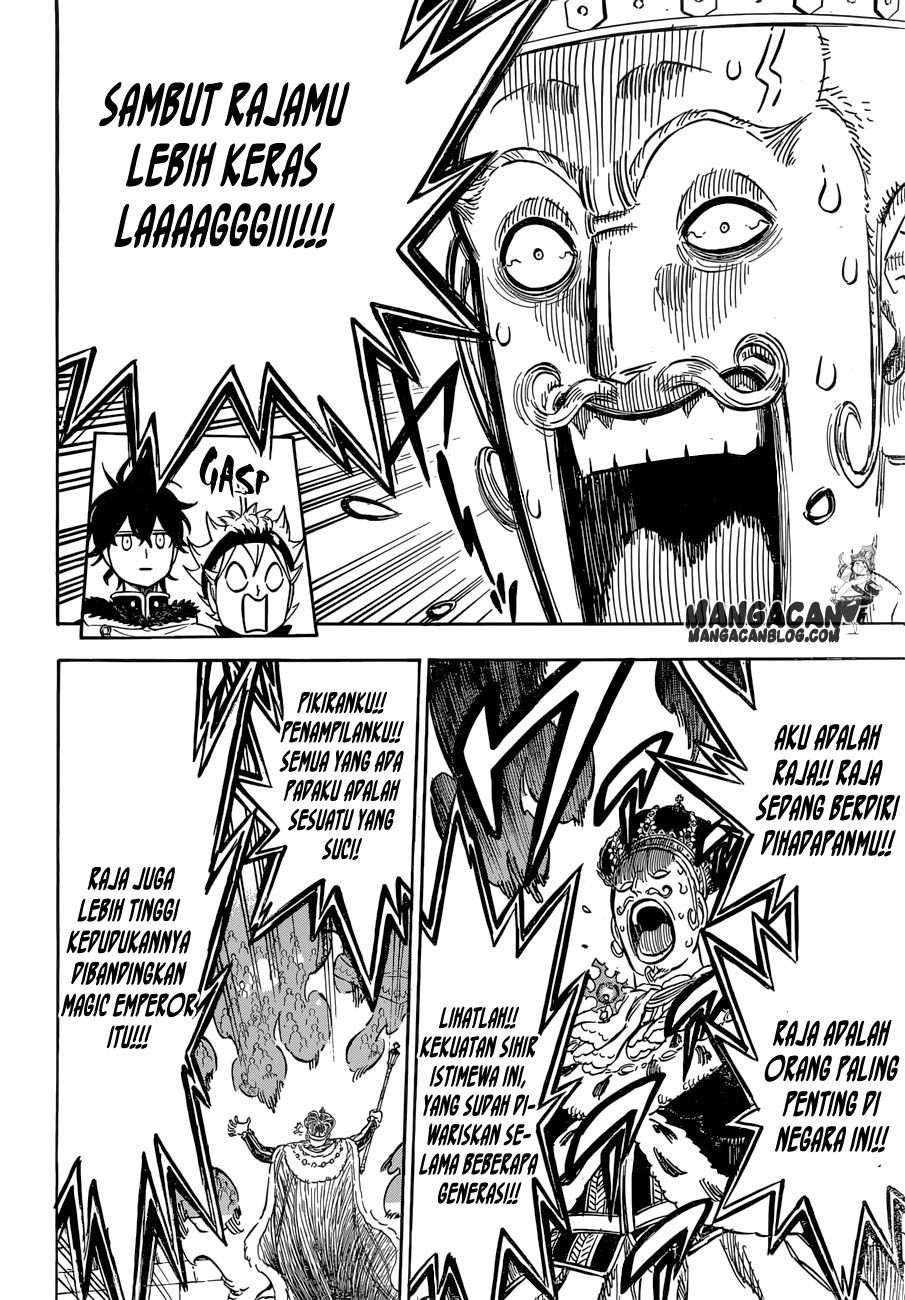 SAMBUT RAJAMU
LEBIH KERAS
LAAAAGGGIII!!!
GASP
MANGACAN
MANGACANBLOG.COM
AKU ADALAH
RAJA!! RAJA
SEDANG BERDIRI
DIHADAPANMU!!
RAJA ADALAH
ORANG PALING
PENTING DI
NEGARA INI!!
LIHATLAH!!
KEKUATAN SIHIR
ISTIMEWA INI,
YANG SUDAH DI-
WARISKAN SE-
LAMA BEBERAPA
GENERASI!!
PIKIRANKU!!
PENAMPILANKU!!
SEMUA YANG ADA
PADAKU ADALAH
SESUATU YANG
SUCI!
RAJA JUGA
LEBIH TINGGI
KEDUDUKANNYA
DIBANDINGKAN
MAGIC EMPEROR
ITU!!!